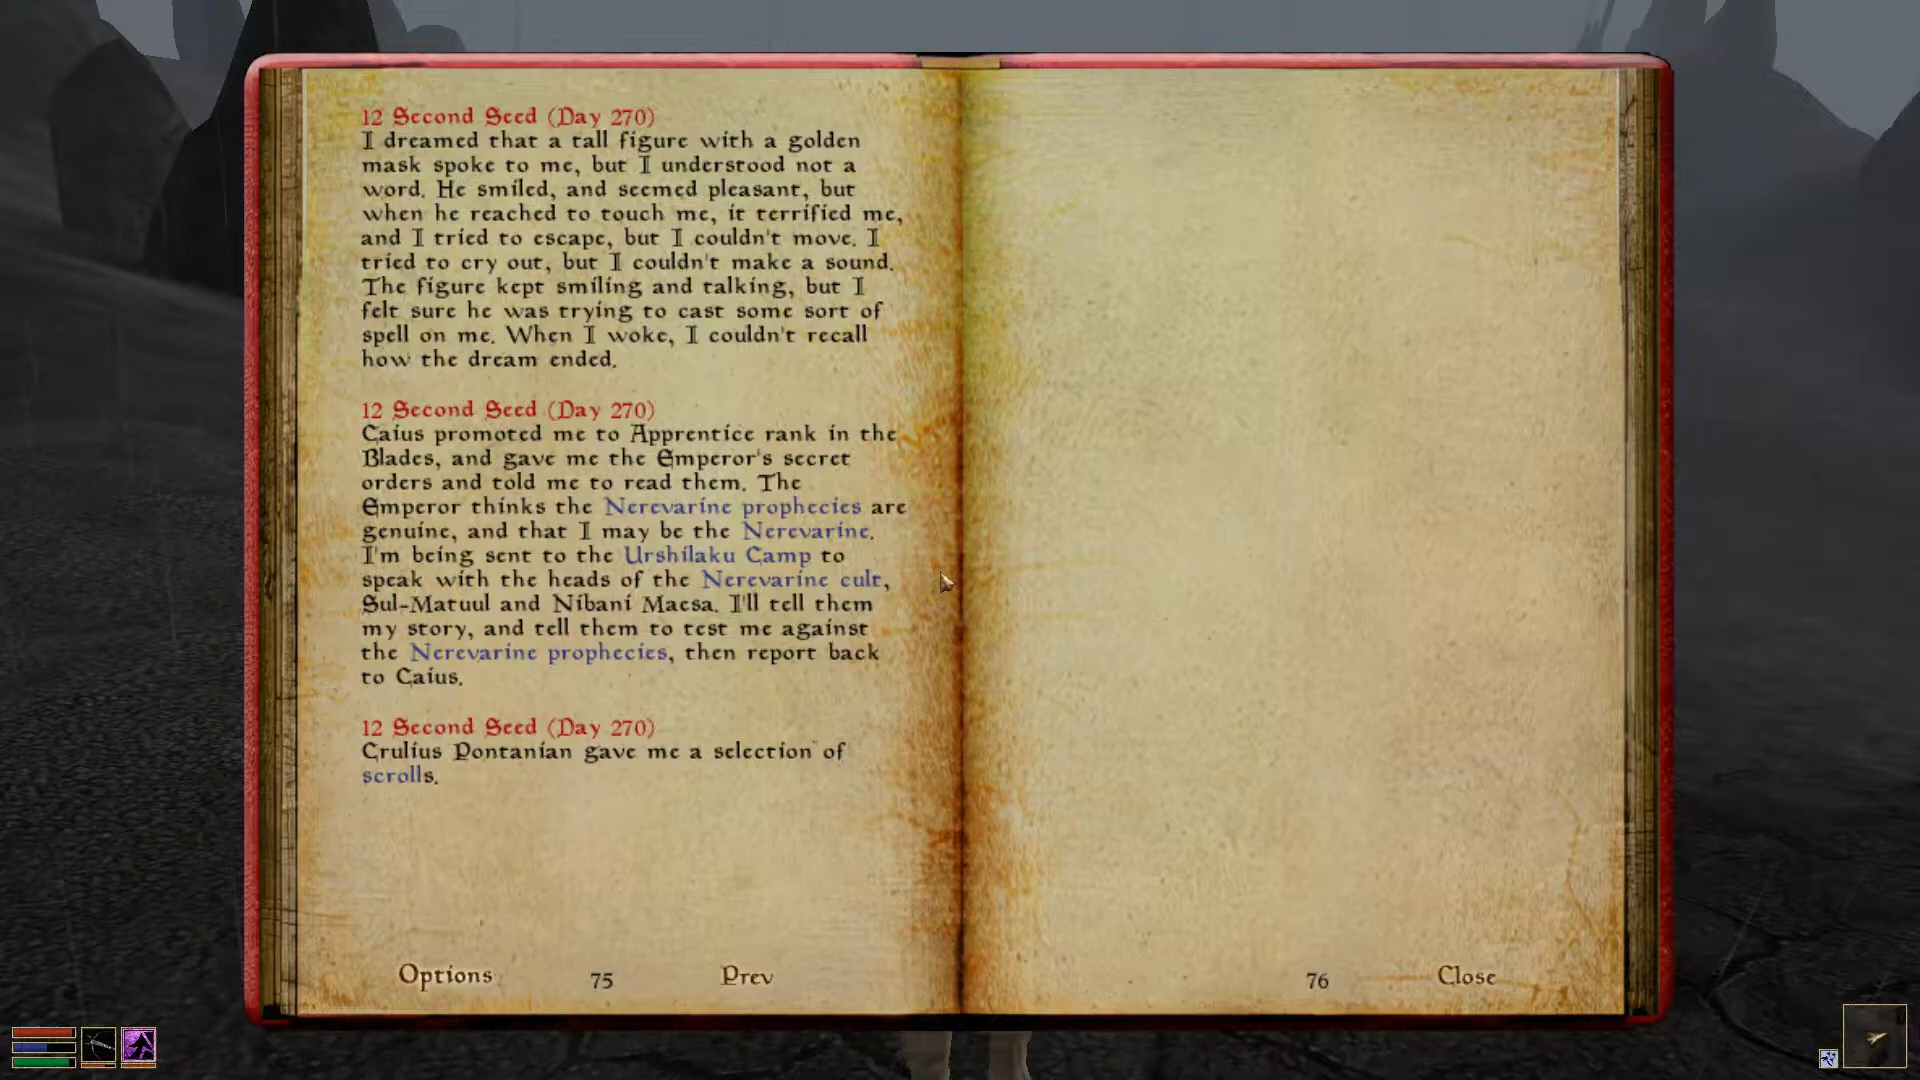 12 Second Seed (Day 270)
I dreamed that a tall figure with a golden
mask spoke to me, but I understood not a
word. He smiled, and seemed pleasant, but
when he reached to touch me, it terrified me,
and I tried to escape, but I couldn't move. I
tried to cry out, but I couldn't make a sound.
The figure kept smiling and talking, but I
felt sure he was trying to cast some sort of
spell on me. When I woke, I couldn't recall
how the dream ended.
12 Second Seed (Day 270)
Caius promoted me to Apprentice rank in the
Blades, and gave me the Emperor's secret
orders and told me to read them. The
Emperor thinks the Nerevarine prophecies are
genuine, and that I may be the Nerevarine.
I'm being sent to the Urshilaku Camp to
speak with the heads of the Nerevarine cult,
Sul-Matuul and Nibani Maesa. I'll tell them
my story, and tell them to test me against
the Nerevarine prophecies, then report back
to Caius.
12 Second Seed (Day 270)
Crulius Pontanian gave me a selection of
scrolls.
Options 75 Prev 76 Close